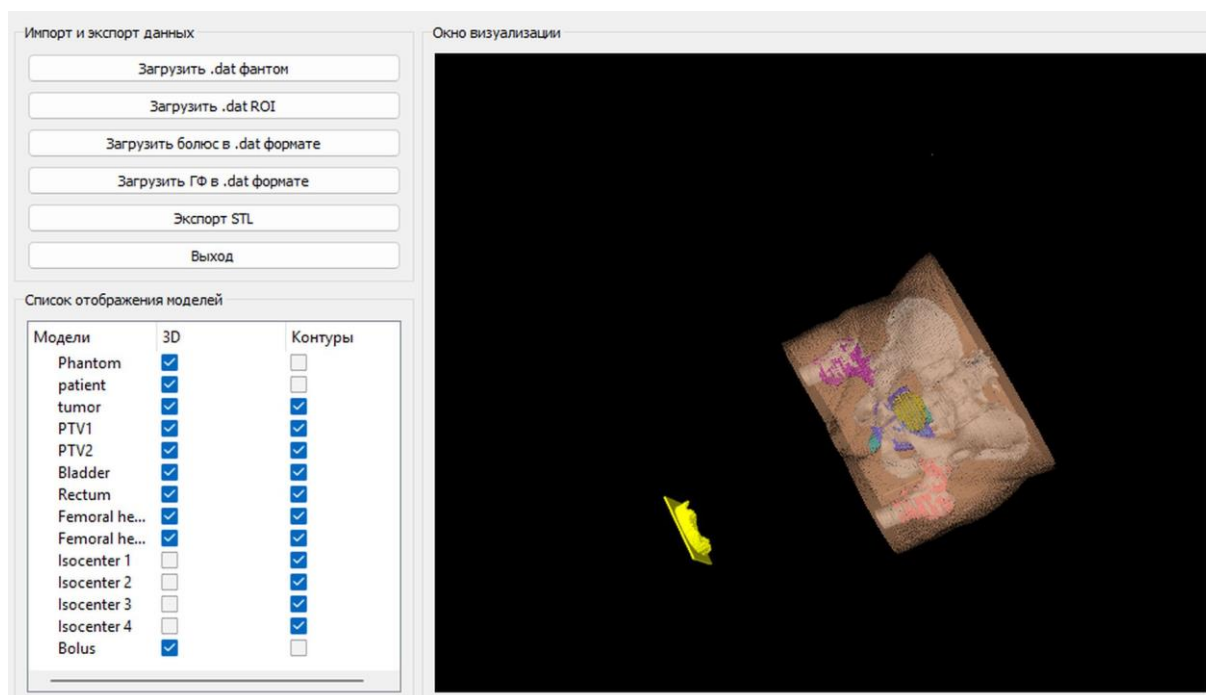 Импорт и экспорт данных
Загрузить .dat фантом
Загрузить .dat ROI
Загрузить болюс в .dat формате
Загрузить ГФ в .dat формате
Экспорт STL
Выход
Список отображения моделей
Модели 3D Контуры
Phantom
patient
tumor
PTV1
PTV2
Bladder
Rectum
Femoral he...
Femoral he...
Isocenter 1
Isocenter 2
Isocenter 3
Isocenter 4
Bolus
Окно визуализации